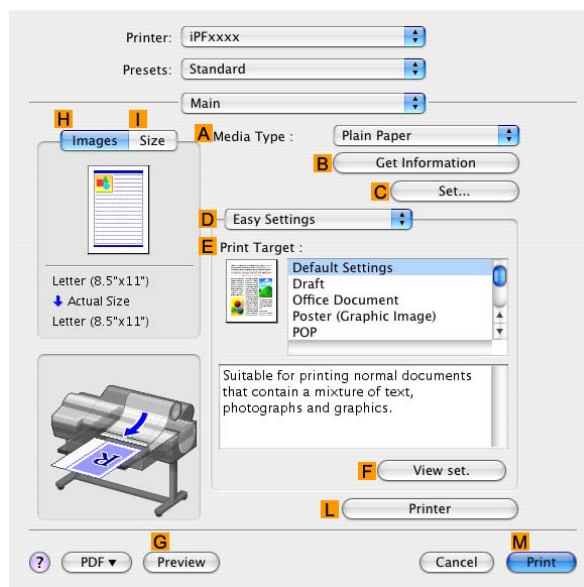 Printer: iPFxxxx
Presets: Standard
Main
H I
Images Size
A Media Type : Plain Paper
B Get Information
C Set...
D Easy Settings
E Print Target :
Default Settings
Draft
Office Document
Poster (Graphic Image)
POP
Letter (8.5"x11")
Actual Size
Letter (8.5"x11")
Suitable for printing normal documents
that contain a mixture of text,
photographs and graphics.
R
F View set.
L Printer
G M
? PDF▼ Preview Cancel Print